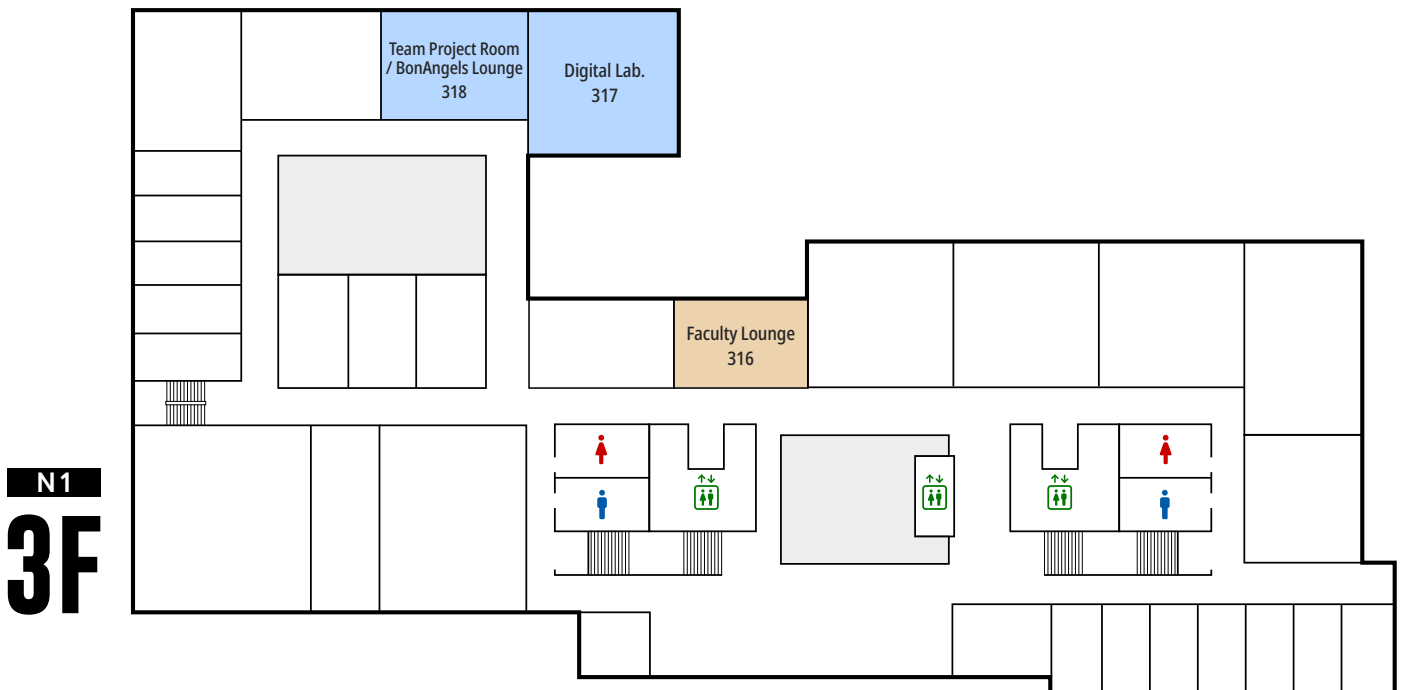 Team Project Room
/ BonAngels Lounge
318
Digital Lab.
317
Faculty Lounge
316
N1
3F